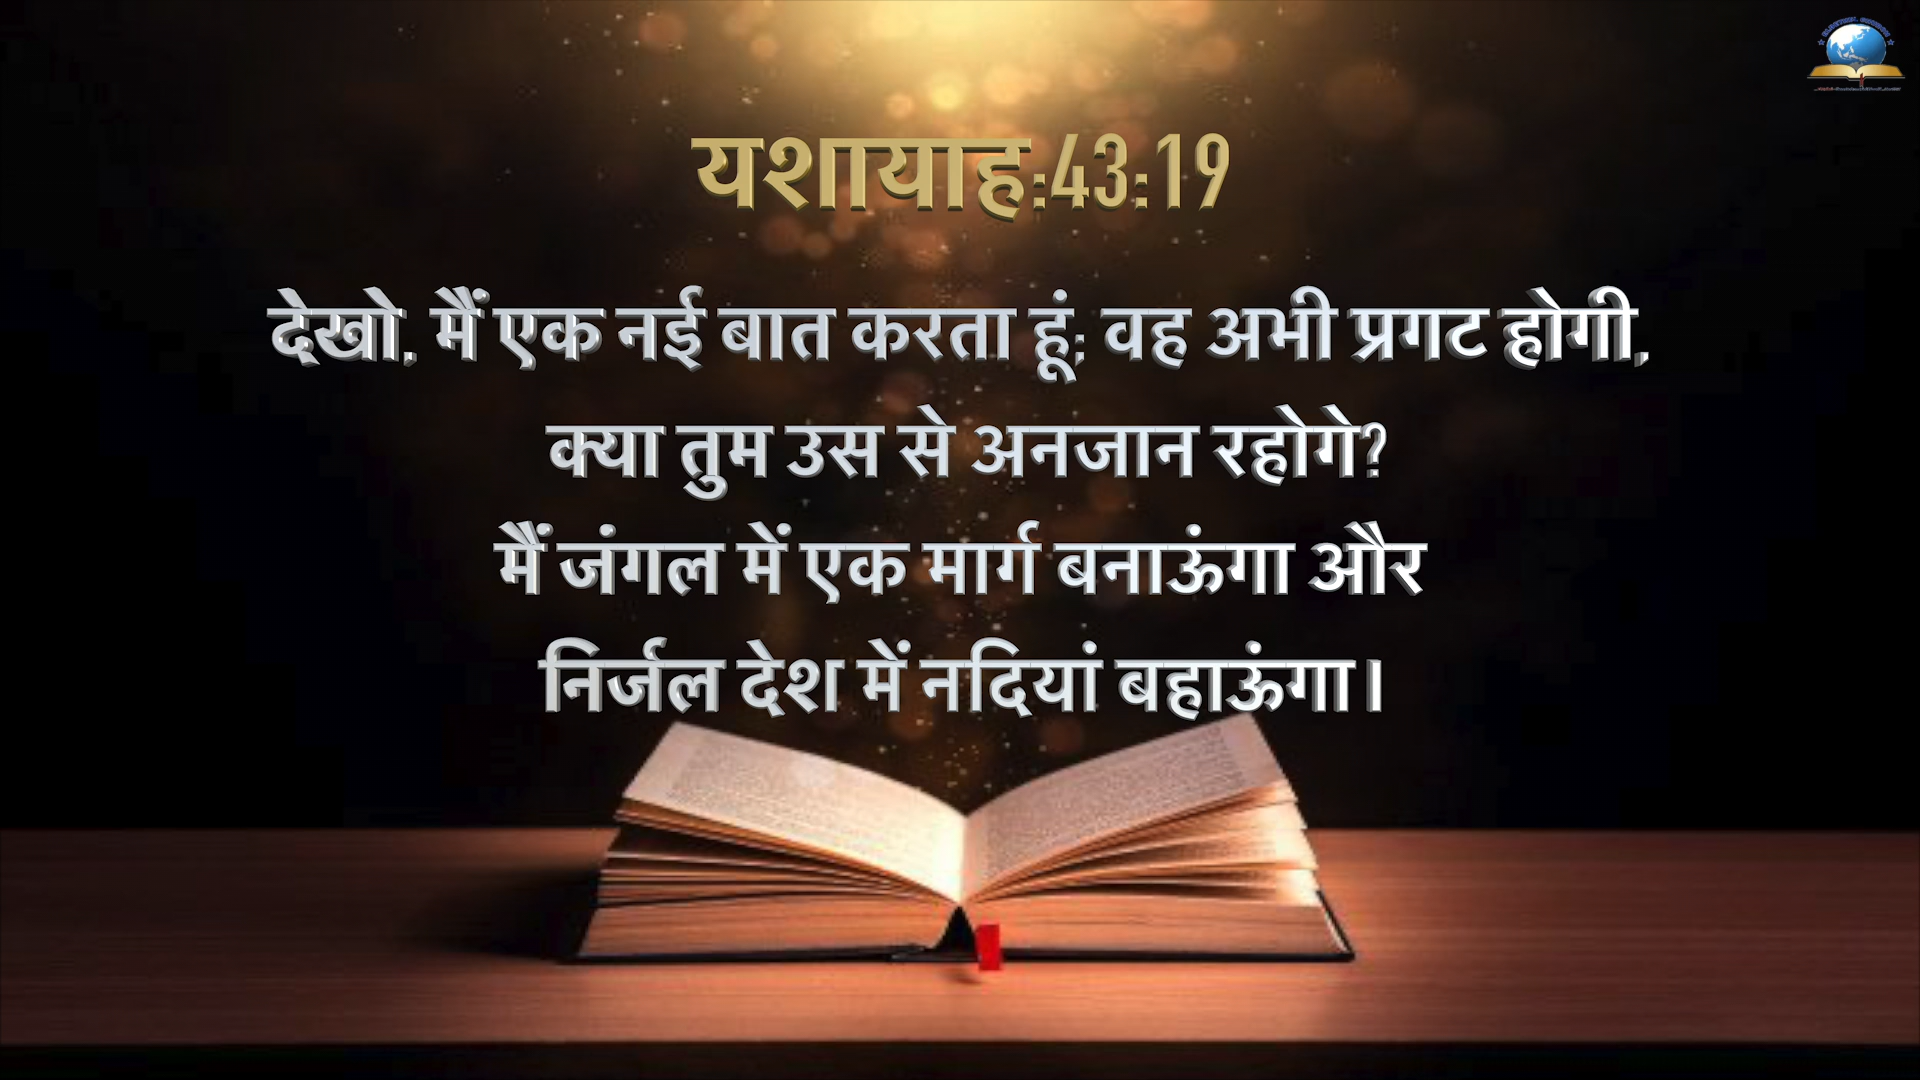 यशायाह:43:19
देखो, मैं एक नई बात करता हूं; वह अभी प्रगट होगी,
क्या तुम उस से अनजान रहोगे?
मैं जंगल में एक मार्ग बनाऊंगा और
निर्जल देश में नदियां बहाऊंगा।